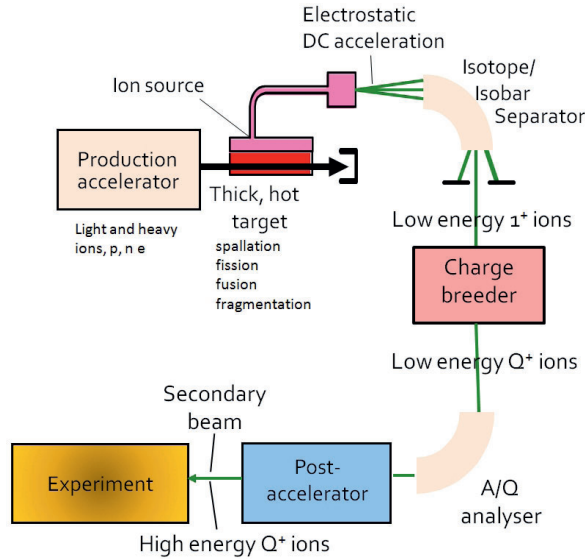 Electrostatic
DC acceleration
Ion source
Isotope/
Isobar
Separator
Production
accelerator
Light and heavy
ions, p, n e
Thick, hot
target
spallation
fission
fusion
fragmentation
Low energy 1⁺ ions
Charge
breeder
Low energy Q⁺ ions
A/Q
analyser
Post-
accelerator
Secondary
beam
High energy Q⁺ ions
Experiment